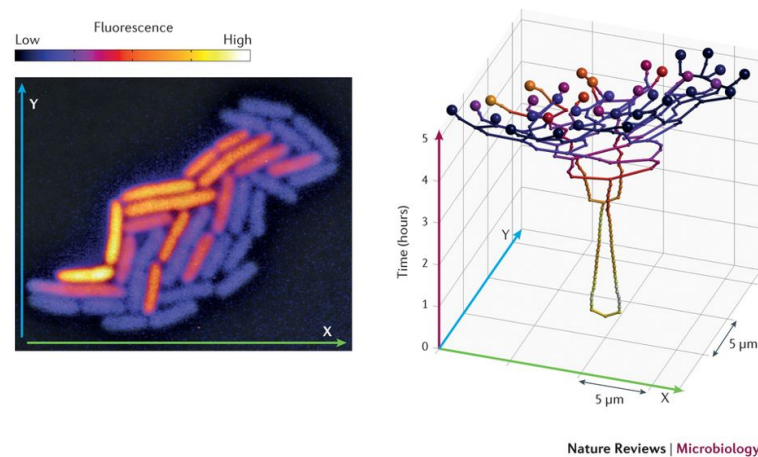 Fluorescence
Low High
Y
X
5
4
3
2
1
0
Time (hours)
Y
X
5 µm
5 µm
Nature Reviews | Microbiology